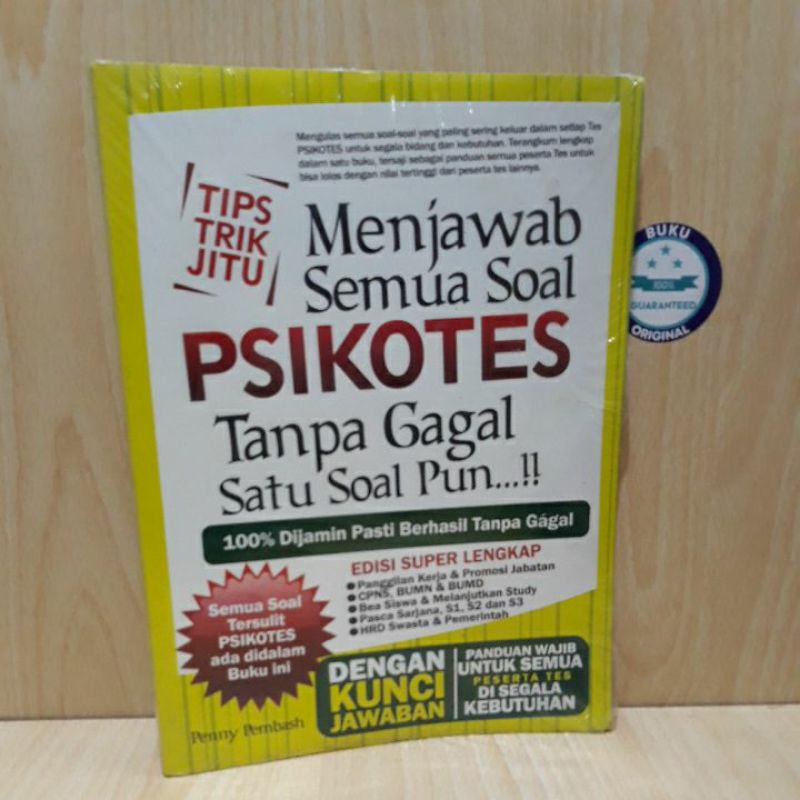 Mengulas semua soal-soal yang paling sering keluar dalam setiap Tes
PSIKOTES untuk segala bidang dan kebutuhan. Terangkum lengkap
dalam satu buku, tersaji sebagai panduan semua peserta Tes untuk
bisa lolos dengan nilai tertinggi dari peserta tes lainnya.
TIPS
TRIK
JITU
Menjawab
Semua Soal
PSIKOTES
Tanpa Gagal
Satu Soal Pun...!!
100% Dijamin Pasti Berhasil Tanpa Gagal
EDISI SUPER LENGKAP
• Panggilan Kerja & Promosi Jabatan
• CPNS, BUMN & BUMD
• Bea Siswa & Melanjutkan Study
• Pasca Sarjana, S1, S2 dan S3
• HRD Swasta & Pemerintah
Semua Soal
Tersulit
PSIKOTES
ada didalam
Buku ini
DENGAN
KUNCI
JAWABAN
PANDUAN WAJIB
UNTUK SEMUA
PESERTA TES
DI SEGALA
KEBUTUHAN
Penny Pembash
BUKU
100%
GUARANTEED
ORIGINAL